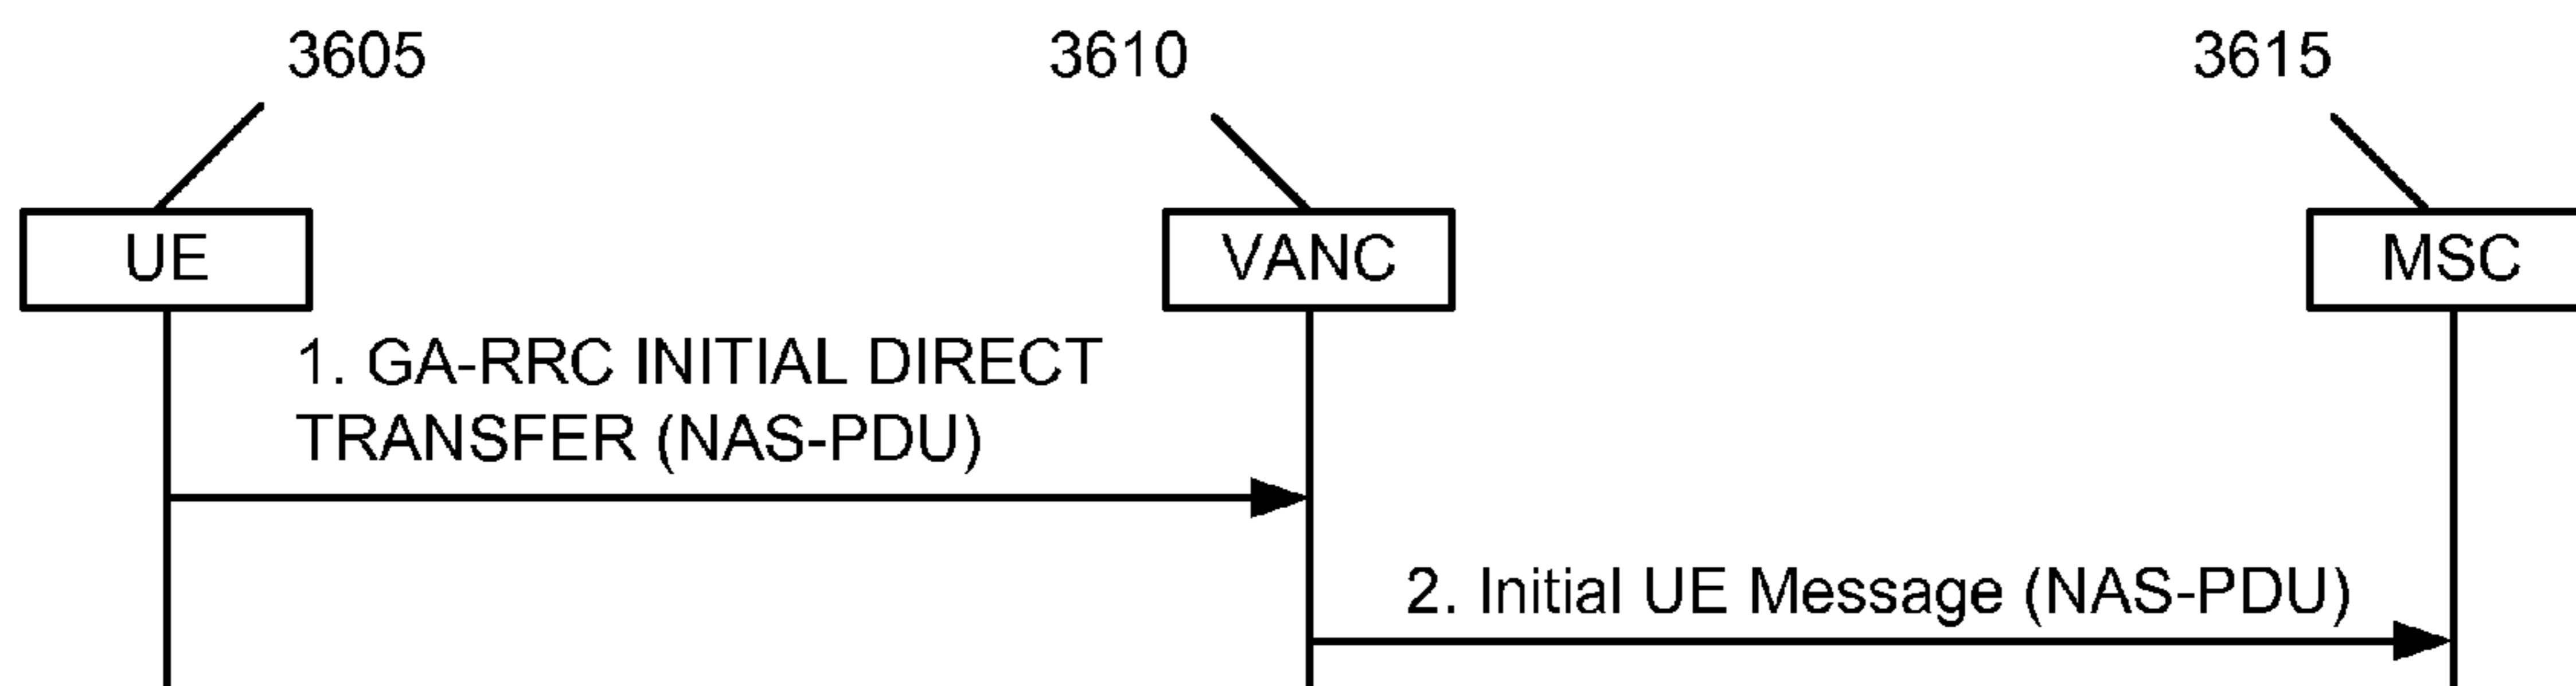 3605
3610
3615
UE
VANC
MSC
1. GA-RRC INITIAL DIRECT
TRANSFER (NAS-PDU)
2. Initial UE Message (NAS-PDU)